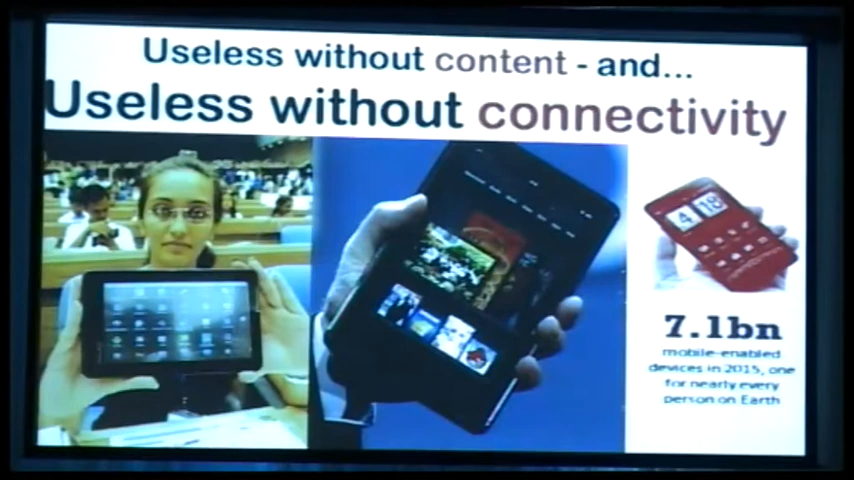 Useless without content - and...
Useless without connectivity
4 18
7.1bn
mobile-enabled
devices in 2015, one
for nearly every
person on Earth